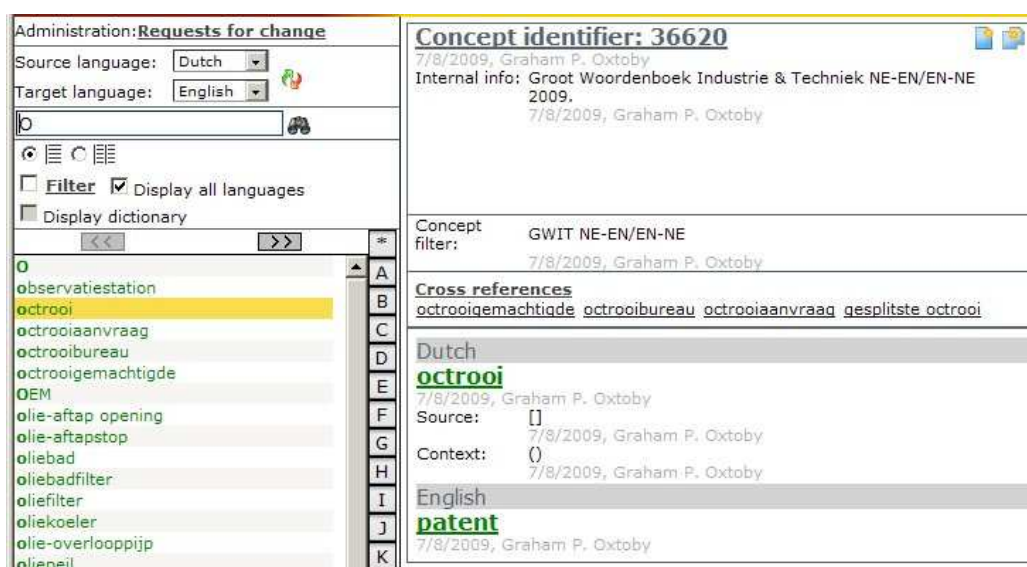 Administration:Requests for change
Source language: Dutch
Target language: English
O
Filter Display all languages
Display dictionary
<< >> *
O
observatiestation
octrooi
octrooiaanvraag
octrooibureau
octrooigemachtigde
OEM
olie-aftap opening
olie-aftapstop
oliebad
oliebadfilter
oliefilter
oliekoeler
olie-overlooppijp
oliepeil
A
B
C
D
E
F
G
H
I
J
K
Concept identifier: 36620
7/8/2009, Graham P. Oxtoby
Internal info: Groot Woordenboek Industrie & Techniek NE-EN/EN-NE
2009.
7/8/2009, Graham P. Oxtoby
Concept
filter: GWIT NE-EN/EN-NE
7/8/2009, Graham P. Oxtoby
Cross references
octrooigemachtigde octrooibureau octrooiaanvraag gesplitste octrooi
Dutch
octrooi
7/8/2009, Graham P. Oxtoby
Source: []
7/8/2009, Graham P. Oxtoby
Context: ()
7/8/2009, Graham P. Oxtoby
English
patent
7/8/2009, Graham P. Oxtoby